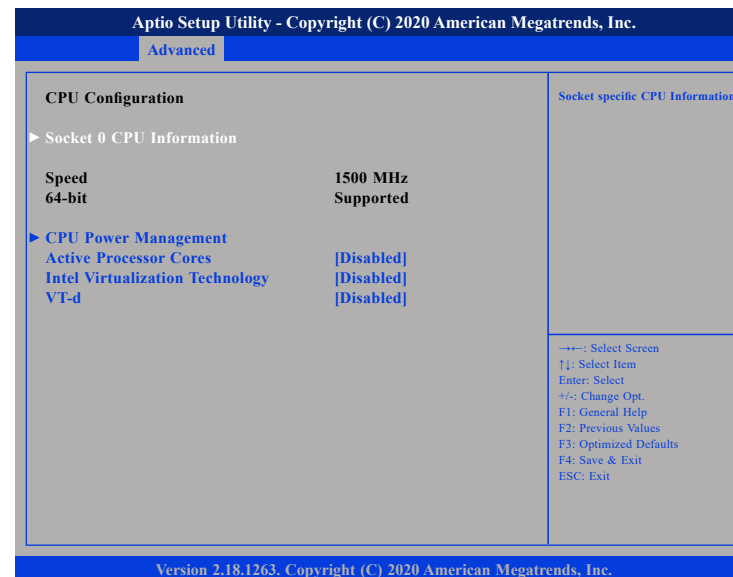 Aptio Setup Utility - Copyright (C) 2020 American Megatrends, Inc.
Advanced
CPU Configuration
Socket specific CPU Information
► Socket 0 CPU Information
Speed 1500 MHz
64-bit Supported
► CPU Power Management
Active Processor Cores [Disabled]
Intel Virtualization Technology [Disabled]
VT-d [Disabled]
→←: Select Screen
↑↓: Select Item
Enter: Select
+/-: Change Opt.
F1: General Help
F2: Previous Values
F3: Optimized Defaults
F4: Save & Exit
ESC: Exit
Version 2.18.1263. Copyright (C) 2020 American Megatrends, Inc.